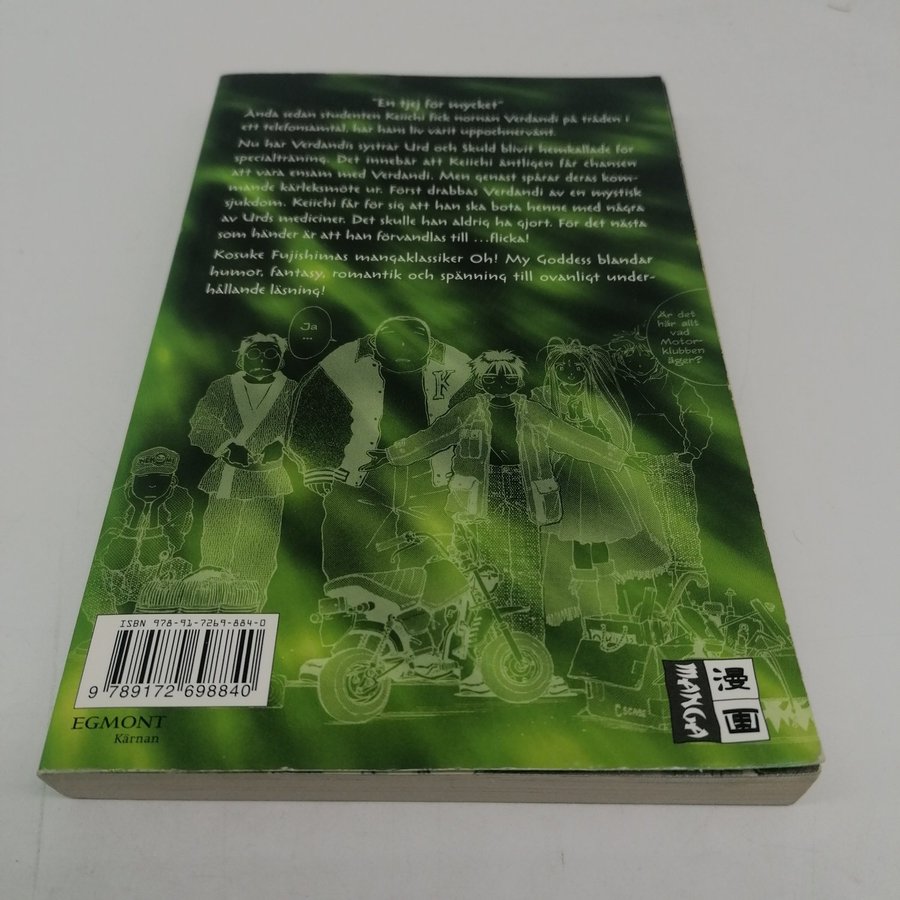 "En tjej för mycket"
Ända sedan studenten Keiichi fick nornan Verdandi på tråden i
ett telefonsamtal, har hans liv varit uppochnervänt.
Nu har Verdandis systrar Urd och Skuld blivit hemkallade för
specialträning. Det innebär att Keiichi äntligen får chansen
att vara ensam med Verdandi. Men genast spårar deras kom-
mande kärleksmöte ur. Först drabbas Verdandi av en mystisk
sjukdom. Keiichi får för sig att han ska bota henne med några
av Urds mediciner. Det skulle han aldrig ha gjort. För det nästa
som händer är att han förvandlas till ...flicka!
Kosuke Fujishimas mangaklassiker Oh! My Goddess blandar
humor, fantasy, romantik och spänning till ovanligt under-
hållande läsning!
Ja
...
Är det
här allt
vad
Motor-
klubben
äger?
K
ISBN 978-91-7269-884-0
9 789172 698840
EGMONT
Kärnan
MANGA
漫画